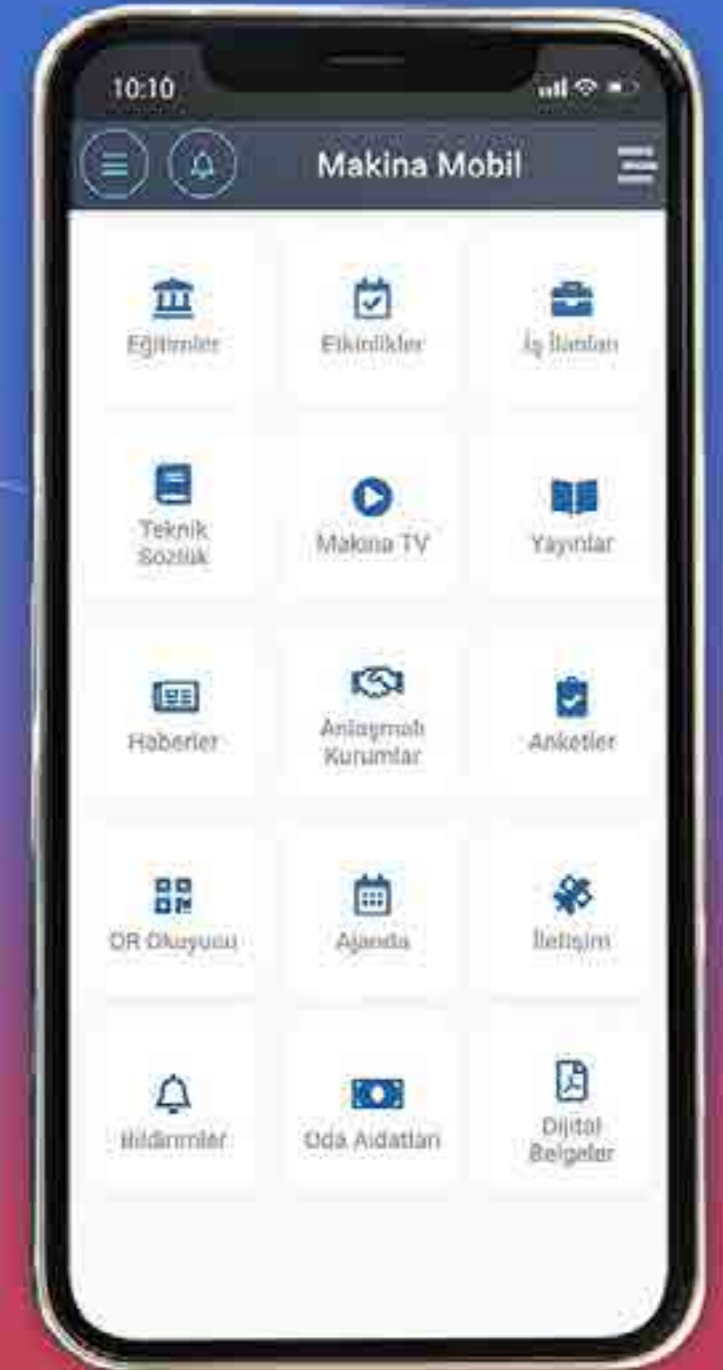 10:10
Makina Mobil
Eğitimler
Etkinlikler
İş İlanları
Teknik
Sözlük
Makina TV
Yayınlar
Haberler
Anlaşmalı
Kurumlar
Anketler
QR Okuyucu
Ajanda
İletişim
Bildirimler
Oda Aidatları
Dijital
Belgeler